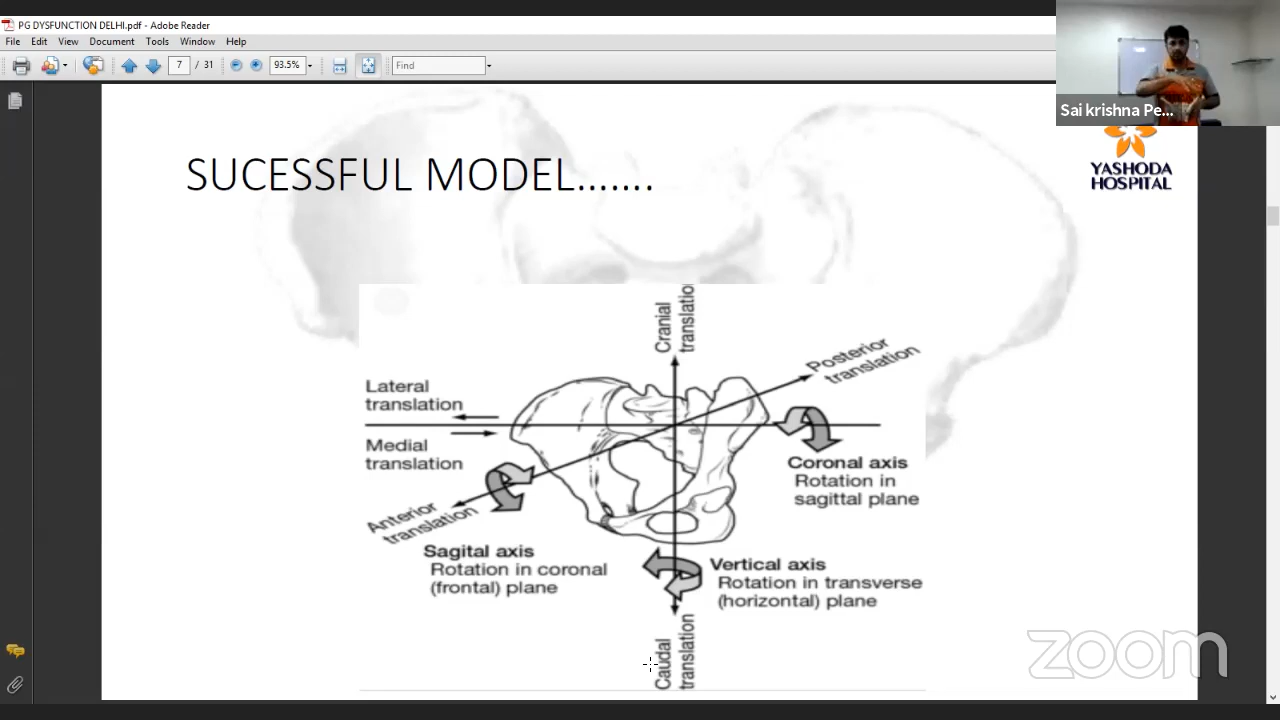 PG DYSFUNCTION DELHI.pdf - Adobe Reader
File Edit View Document Tools Window Help
7 / 31 93.5% Find
Sai krishna Pe...
YASHODA
HOSPITAL
SUCESSFUL MODEL.......
Cranial
translation
Posterior
translation
Lateral
translation
Medial
translation
Coronal axis
Rotation in
sagittal plane
Anterior
translation
Sagital axis
Rotation in coronal
(frontal) plane
Vertical axis
Rotation in transverse
(horizontal) plane
Caudal
translation
zoom